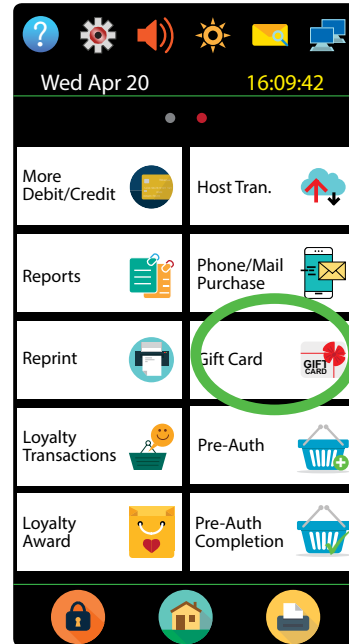 ?
Wed Apr 20 16:09:42
More
Debit/Credit
Host Tran.
Reports
Phone/Mail
Purchase
Reprint
Gift Card
GIFT
CARD
Loyalty
Transactions
Pre-Auth
Loyalty
Award
Pre-Auth
Completion